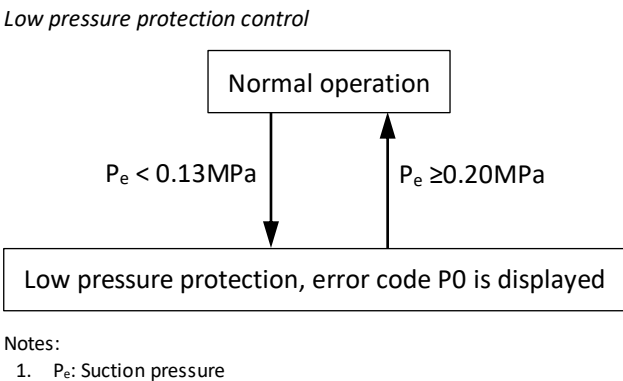 Low pressure protection control
Normal operation
Pₑ < 0.13MPa
Pₑ ≥0.20MPa
Low pressure protection, error code P0 is displayed
Notes:
1. Pₑ: Suction pressure